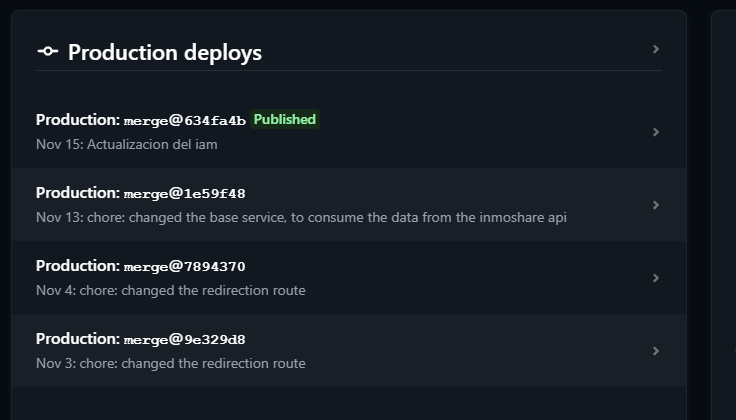 Production deploys
Production: merge@634fa4b Published
Nov 15: Actualizacion del iam
Production: merge@1e59f48
Nov 13: chore: changed the base service, to consume the data from the inmoshare api
Production: merge@7894370
Nov 4: chore: changed the redirection route
Production: merge@9e329d8
Nov 3: chore: changed the redirection route